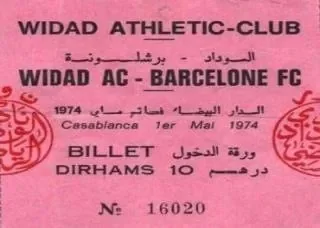 WIDAD ATHLETIC-CLUB
الوداد - برشلونة
WIDAD AC - BARCELONE FC
الدار البيضاء فاتح ماي 1974
Casablanca 1er Mai 1974
BILLET ورقة الدخول
DIRHAMS 10 درهم
№ 16020